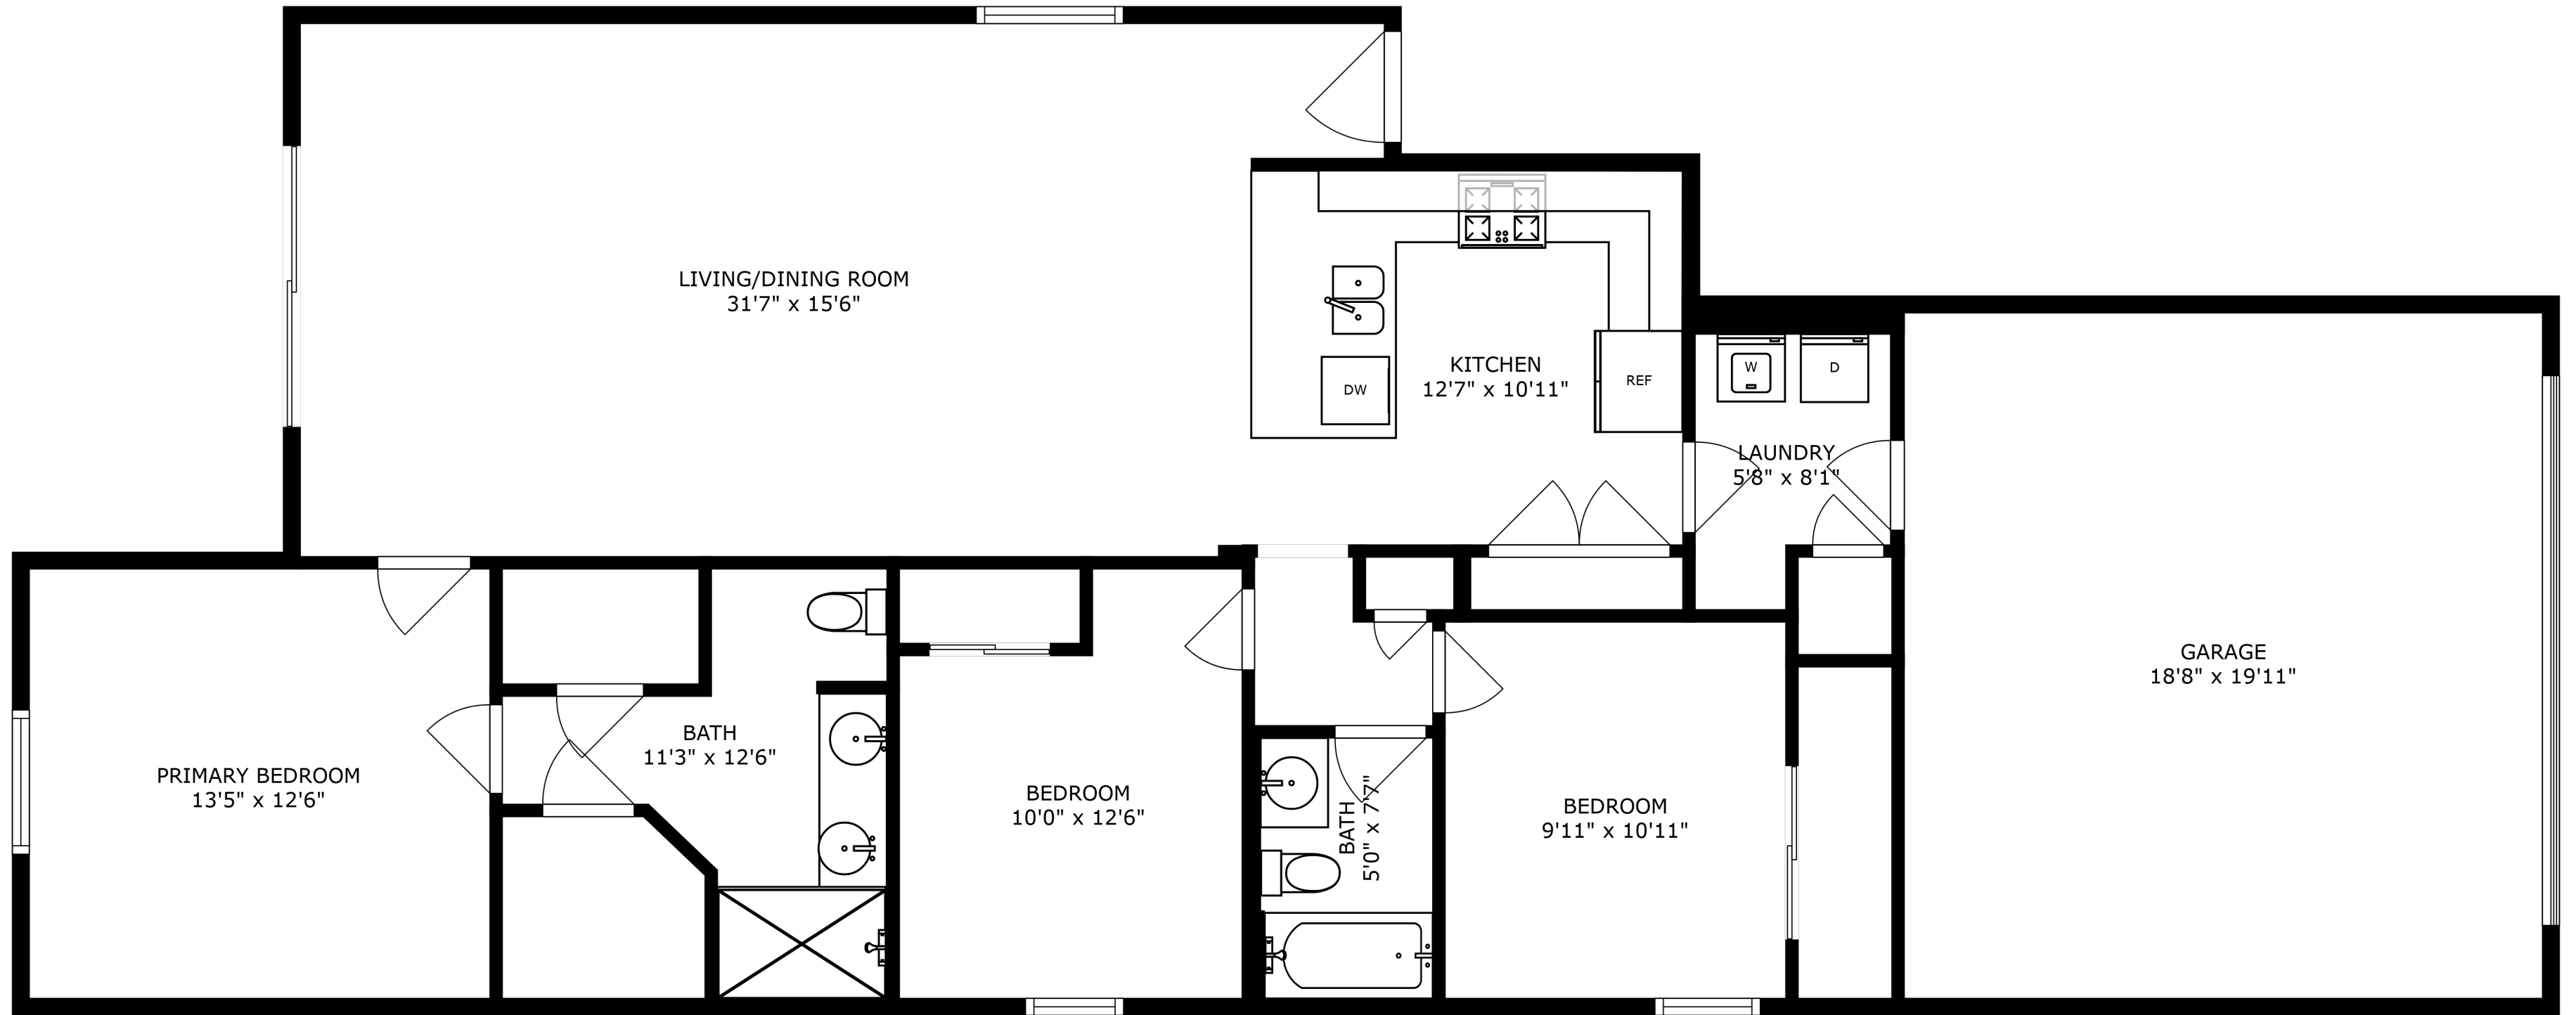 LIVING/DINING ROOM
31'7" x 15'6"
KITCHEN
12'7" x 10'11"
DW
REF
W
D
LAUNDRY
5'8" x 8'1"
GARAGE
18'8" x 19'11"
PRIMARY BEDROOM
13'5" x 12'6"
BATH
11'3" x 12'6"
BEDROOM
10'0" x 12'6"
BATH
5'0" x 7'7"
BEDROOM
9'11" x 10'11"